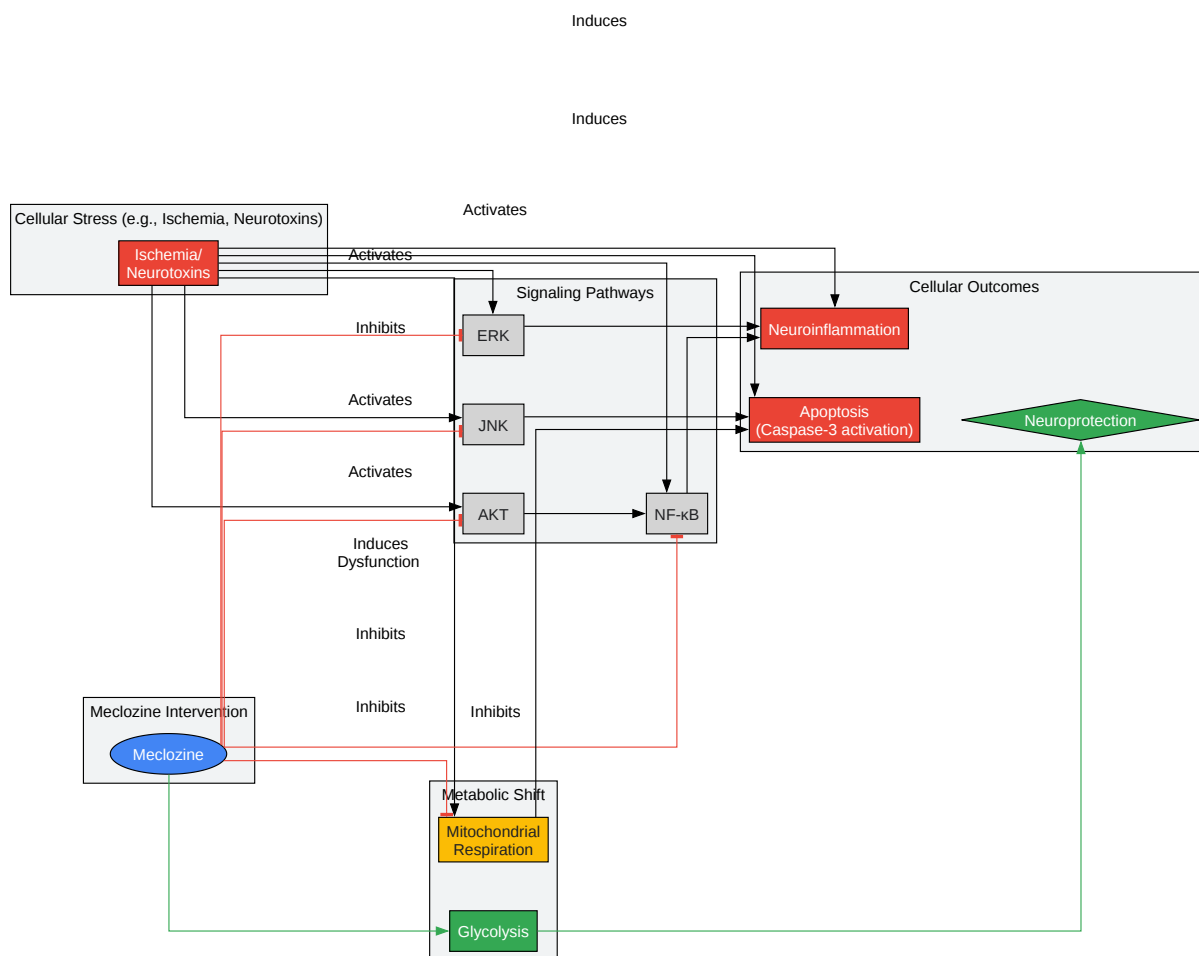 Induces
Induces
Activates
Cellular Stress (e.g., Ischemia, Neurotoxins)
Ischemia/
Neurotoxins
Activates
Signaling Pathways
Cellular Outcomes
Inhibits
ERK
Neuroinflammation
Activates
JNK
Apoptosis
(Caspase-3 activation)
Neuroprotection
Activates
AKT
NF-κB
Induces
Dysfunction
Inhibits
Inhibits
Inhibits
Meclozine Intervention
Meclozine
Metabolic Shift
Mitochondrial
Respiration
Glycolysis